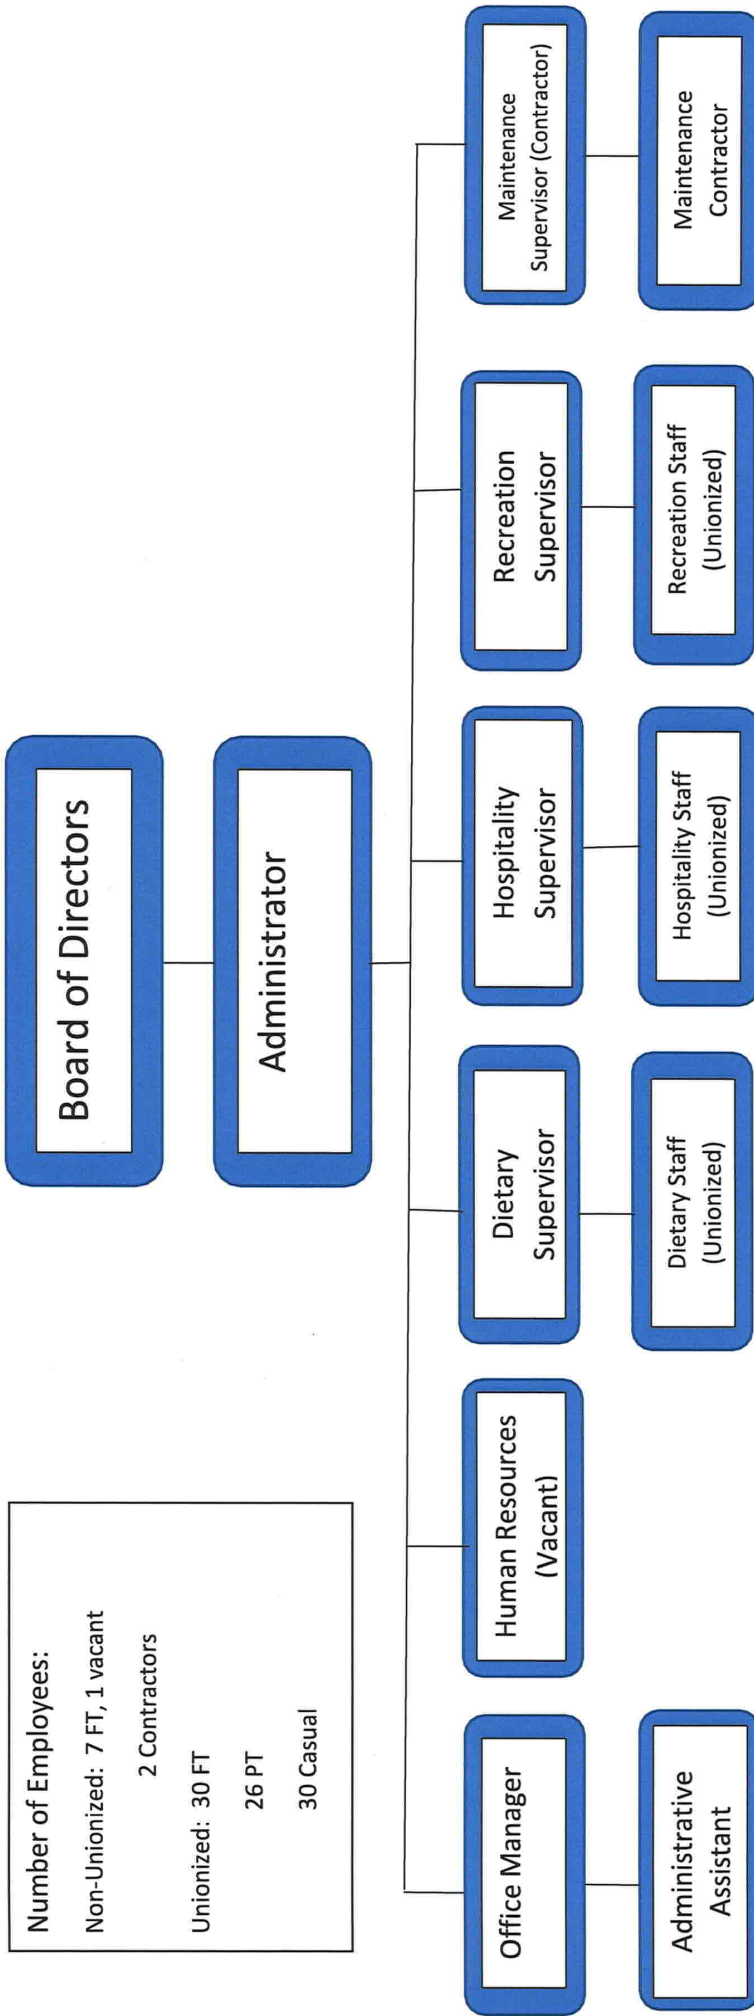 Number of Employees:
Non-Unionized: 7 FT, 1 vacant
2 Contractors
Unionized: 30 FT
26 PT
30 Casual
Board of Directors
Administrator
Office Manager
Human Resources
(Vacant)
Dietary
Supervisor
Hospitality
Supervisor
Recreation
Supervisor
Maintenance
Supervisor (Contractor)
Administrative
Assistant
Dietary Staff
(Unionized)
Hospitality Staff
(Unionized)
Recreation Staff
(Unionized)
Maintenance
Contractor